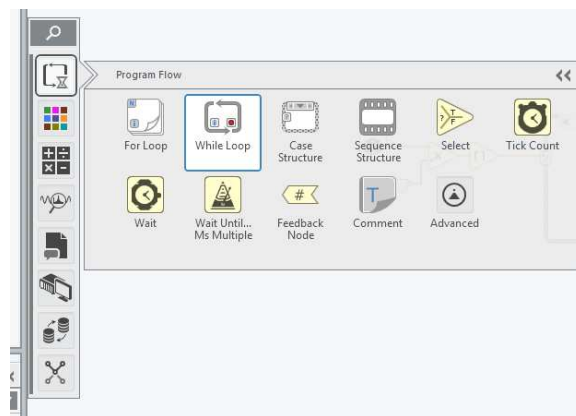 Program Flow
For Loop
While Loop
Case
Structure
Sequence
Structure
Select
Tick Count
Wait
Wait Until...
Ms Multiple
Feedback
Node
Comment
Advanced